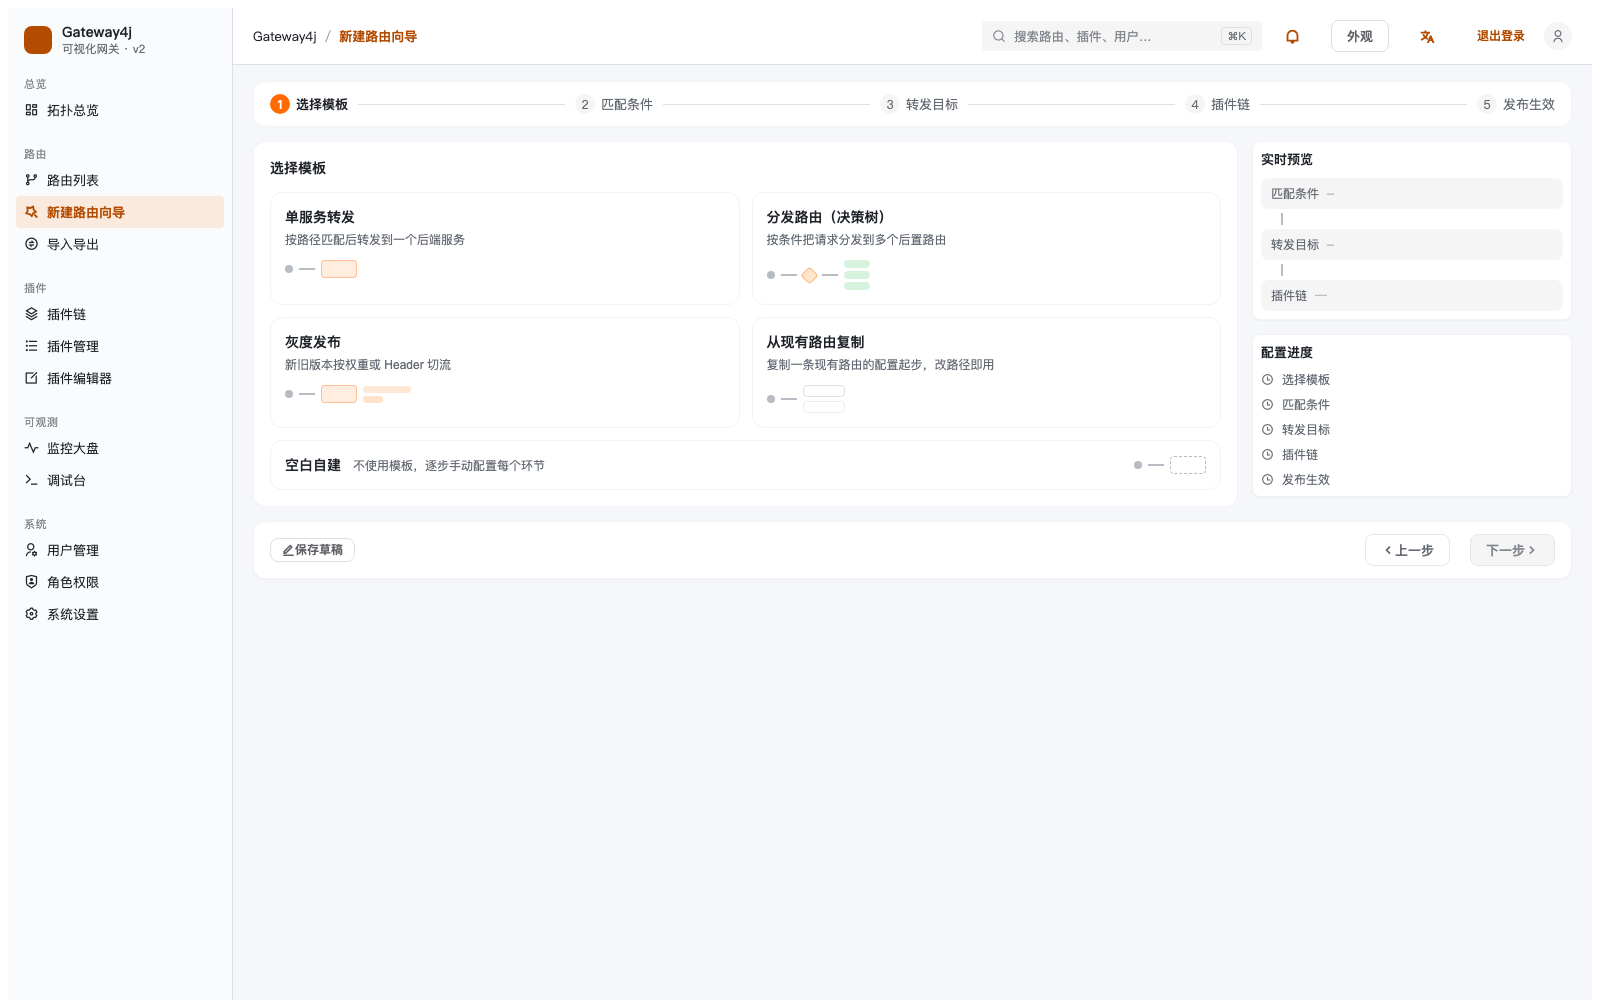 Gateway4j
可视化网关 · v2
总览
拓扑总览
路由
路由列表
新建路由向导
导入导出
插件
插件链
插件管理
插件编辑器
可观测
监控大盘
调试台
系统
用户管理
角色权限
系统设置
Gateway4j / 新建路由向导
搜索路由、插件、用户... ⌘K
外观
退出登录
1 选择模板
2 匹配条件
3 转发目标
4 插件链
5 发布生效
选择模板
单服务转发
按路径匹配后转发到一个后端服务
分发路由（决策树）
按条件把请求分发到多个后置路由
灰度发布
新旧版本按权重或 Header 切流
从现有路由复制
复制一条现有路由的配置起步，改路径即用
空白自建 不使用模板，逐步手动配置每个环节
实时预览
匹配条件 –
转发目标 –
插件链 —
配置进度
选择模板
匹配条件
转发目标
插件链
发布生效
保存草稿
上一步
下一步